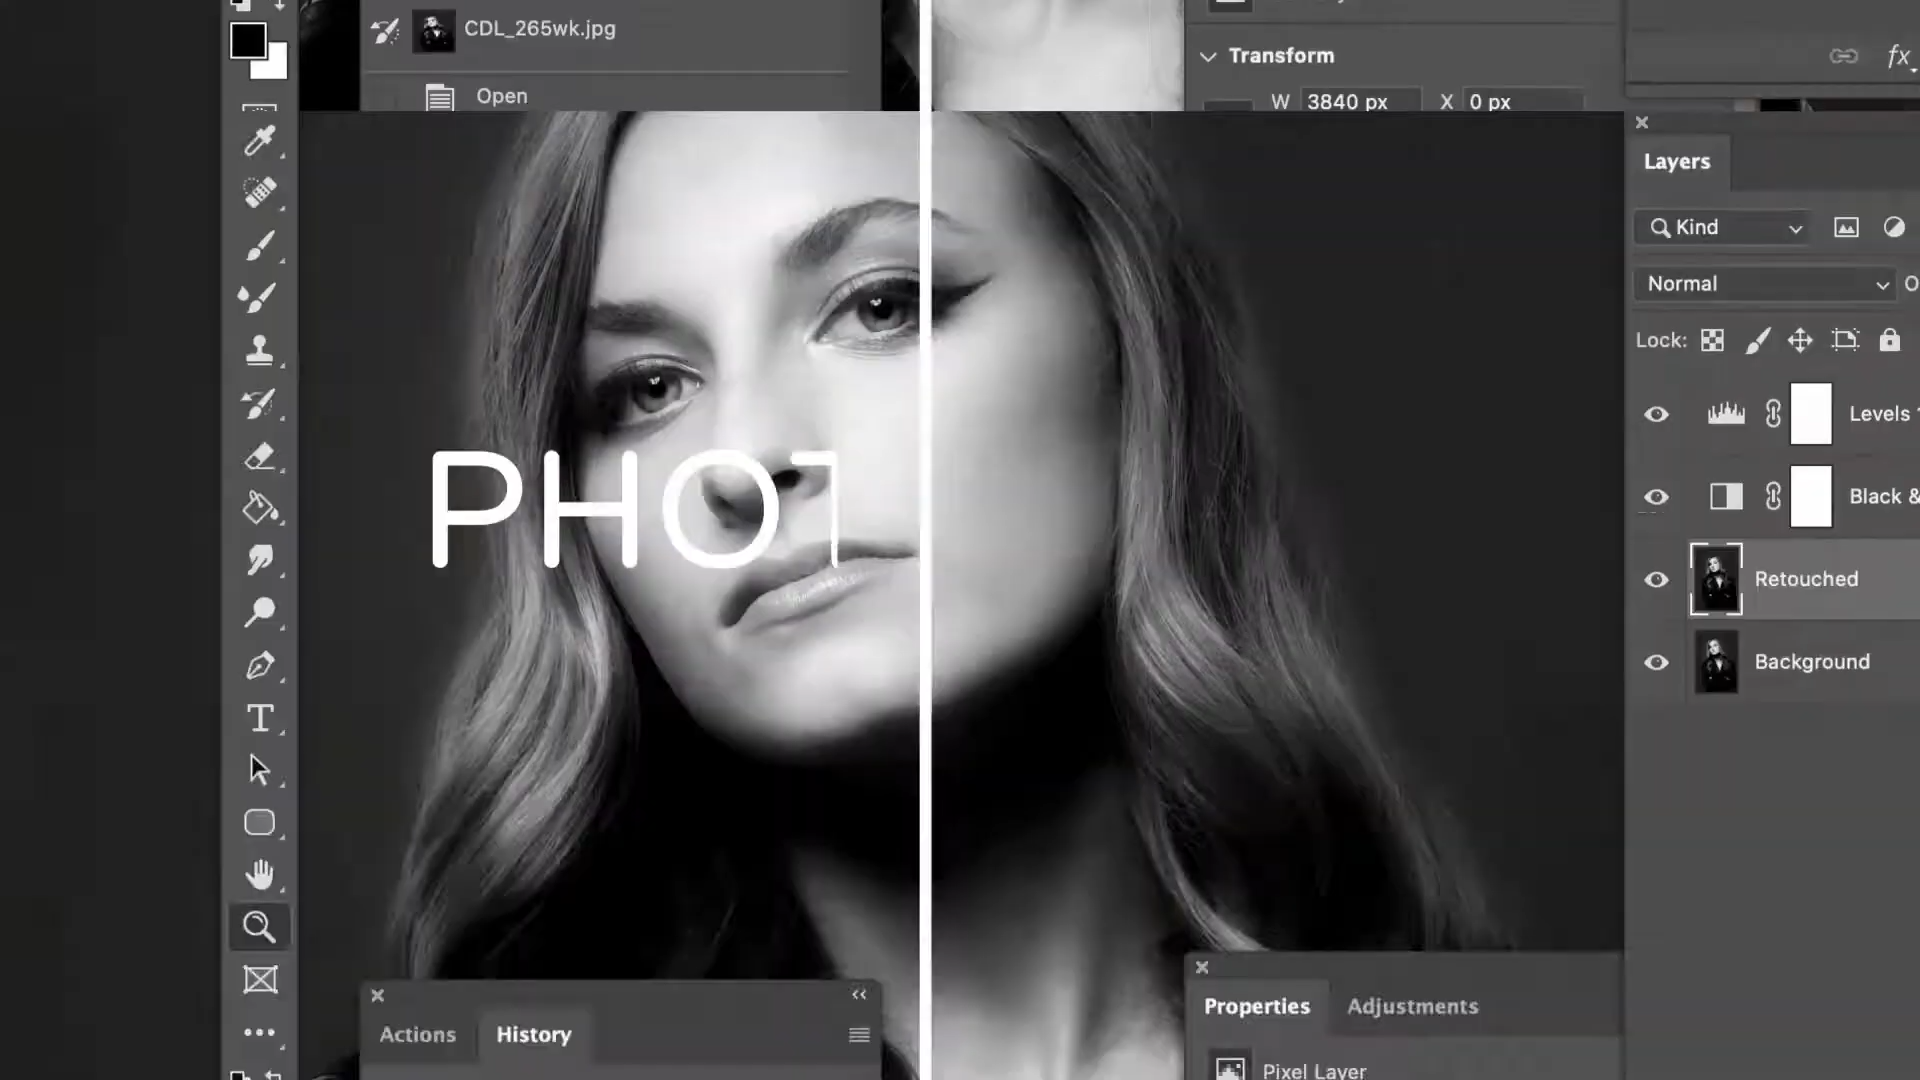 CDL_265wk.jpg
Open
Transform
W 3840 px X 0 px
fx
Layers
Kind
Normal
Lock:
Levels
Black &
Retouched
Background
PHOT
Actions History
Properties Adjustments
Pixel Layer